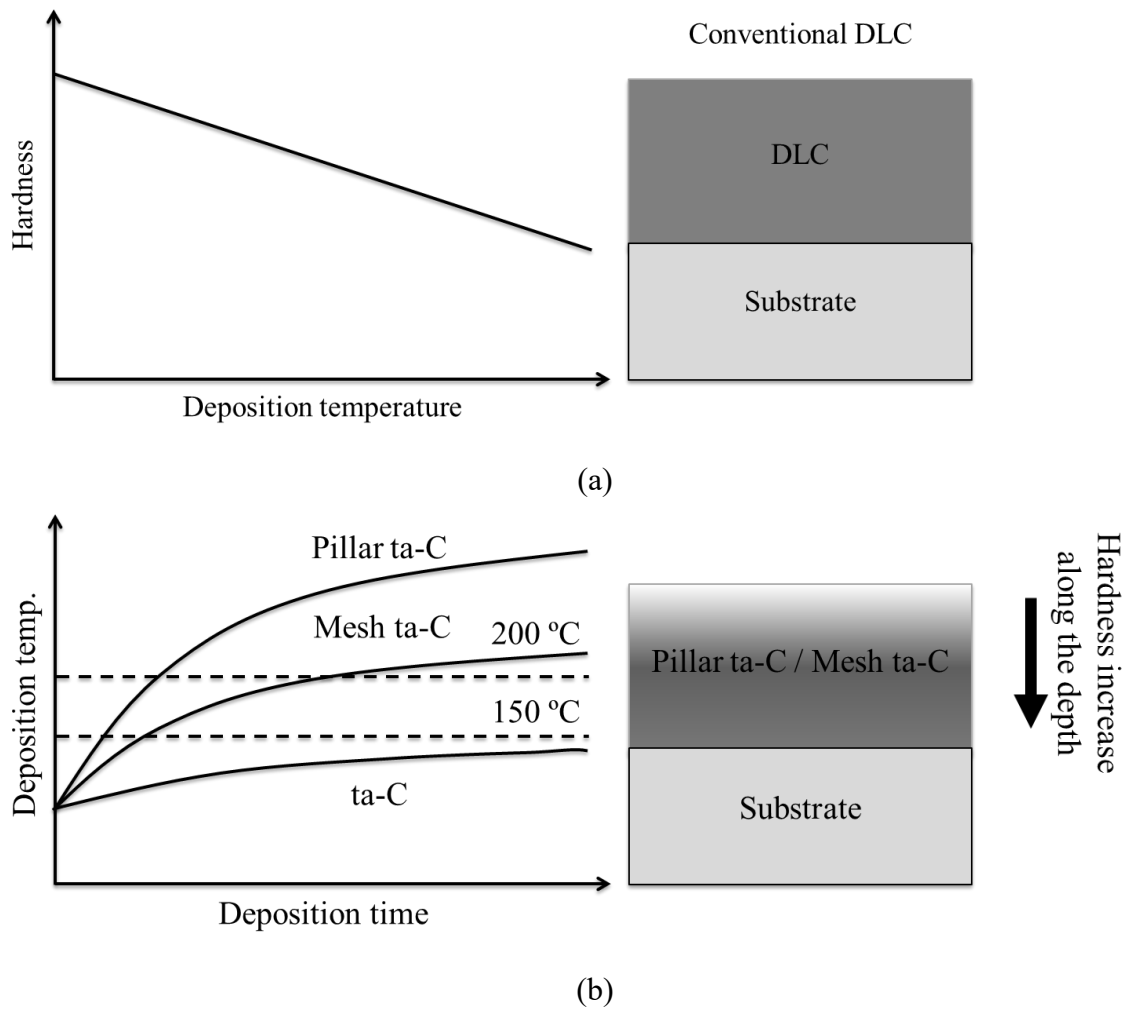 Conventional DLC
Hardness
DLC
Substrate
Deposition temperature
(a)
Pillar ta-C
Mesh ta-C
200 ºC
150 ºC
ta-C
Deposition temp.
Deposition time
Pillar ta-C / Mesh ta-C
Substrate
Hardness increase
along the depth
(b)